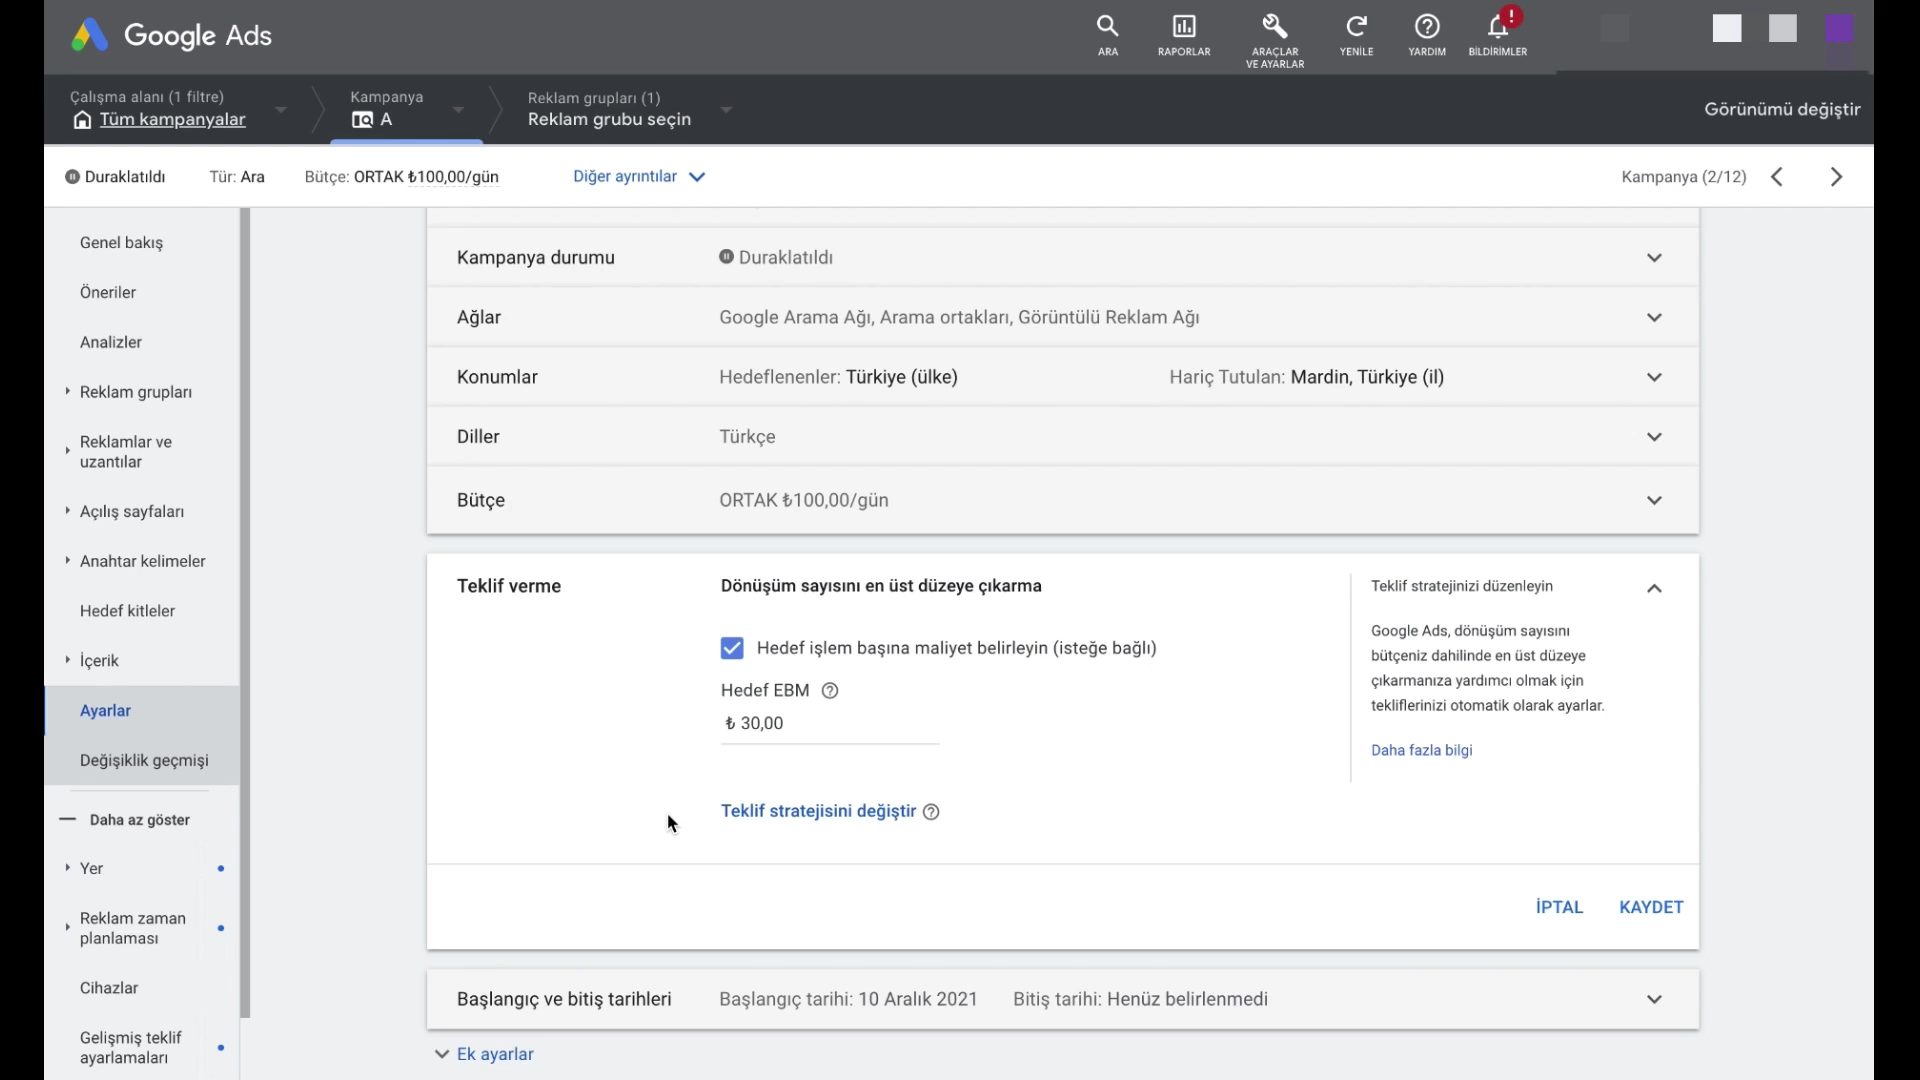 Google Ads
ARA
RAPORLAR
ARAÇLAR
VE AYARLAR
YENİLE
YARDIM
!
BİLDİRİMLER
Çalışma alanı (1 filtre)
Tüm kampanyalar
Kampanya
A
Reklam grupları (1)
Reklam grubu seçin
Görünümü değiştir
Duraklatıldı
Tür: Ara
Bütçe: ORTAK ₺100,00/gün
Diğer ayrıntılar
Kampanya (2/12)
Genel bakış
Öneriler
Analizler
Reklam grupları
Reklamlar ve
uzantılar
Açılış sayfaları
Anahtar kelimeler
Hedef kitleler
İçerik
Ayarlar
Değişiklik geçmişi
Daha az göster
Yer
Reklam zaman
planlaması
Cihazlar
Gelişmiş teklif
ayarlamaları
Kampanya durumu
Duraklatıldı
Ağlar
Google Arama Ağı, Arama ortakları, Görüntülü Reklam Ağı
Konumlar
Hedeflenenler: Türkiye (ülke)
Hariç Tutulan: Mardin, Türkiye (il)
Diller
Türkçe
Bütçe
ORTAK ₺100,00/gün
Teklif verme
Dönüşüm sayısını en üst düzeye çıkarma
Hedef işlem başına maliyet belirleyin (isteğe bağlı)
Hedef EBM
₺ 30,00
Teklif stratejisini değiştir
Teklif stratejinizi düzenleyin
Google Ads, dönüşüm sayısını
bütçeniz dahilinde en üst düzeye
çıkarmanıza yardımcı olmak için
tekliflerinizi otomatik olarak ayarlar.
Daha fazla bilgi
İPTAL
KAYDET
Başlangıç ve bitiş tarihleri
Başlangıç tarihi: 10 Aralık 2021
Bitiş tarihi: Henüz belirlenmedi
Ek ayarlar